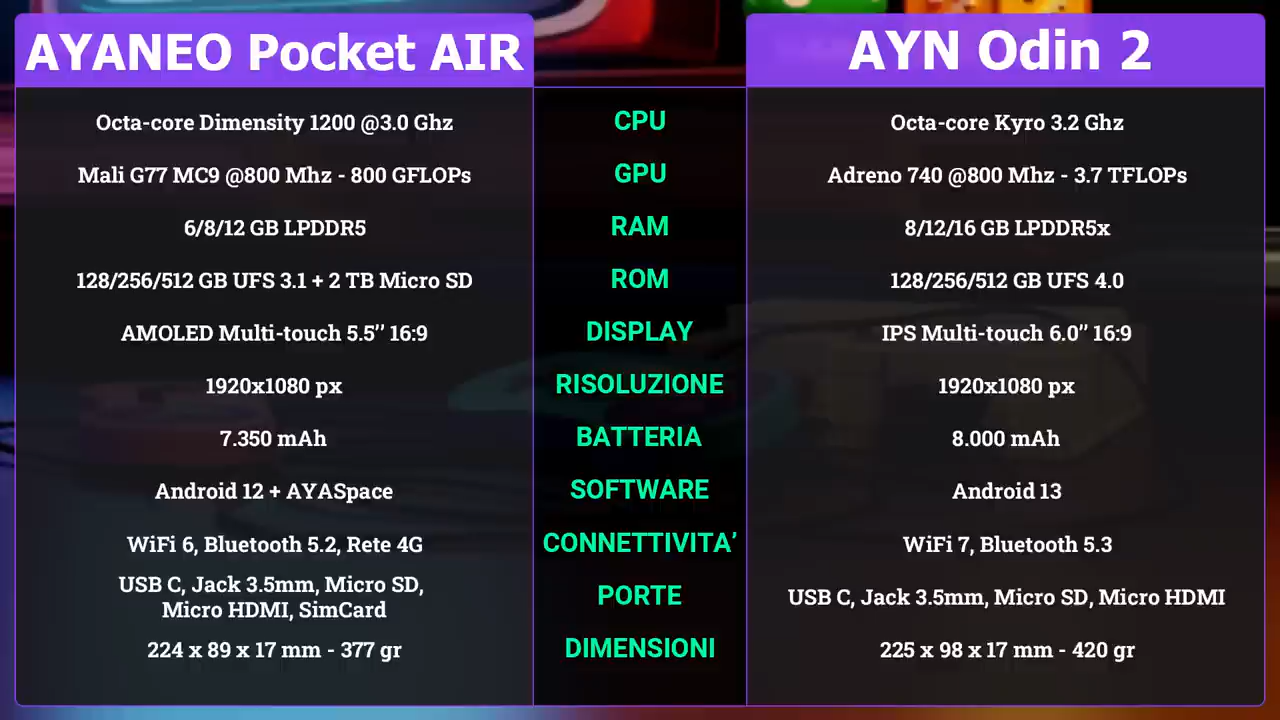 AYANEO Pocket AIR
AYN Odin 2
Octa-core Dimensity 1200 @3.0 Ghz
CPU
Octa-core Kyro 3.2 Ghz
Mali G77 MC9 @800 Mhz - 800 GFLOPs
GPU
Adreno 740 @800 Mhz - 3.7 TFLOPs
6/8/12 GB LPDDR5
RAM
8/12/16 GB LPDDR5x
128/256/512 GB UFS 3.1 + 2 TB Micro SD
ROM
128/256/512 GB UFS 4.0
AMOLED Multi-touch 5.5’’ 16:9
DISPLAY
IPS Multi-touch 6.0’’ 16:9
1920x1080 px
RISOLUZIONE
1920x1080 px
7.350 mAh
BATTERIA
8.000 mAh
Android 12 + AYASpace
SOFTWARE
Android 13
WiFi 6, Bluetooth 5.2, Rete 4G
CONNETTIVITA’
WiFi 7, Bluetooth 5.3
USB C, Jack 3.5mm, Micro SD,
Micro HDMI, SimCard
PORTE
USB C, Jack 3.5mm, Micro SD, Micro HDMI
224 x 89 x 17 mm - 377 gr
DIMENSIONI
225 x 98 x 17 mm - 420 gr